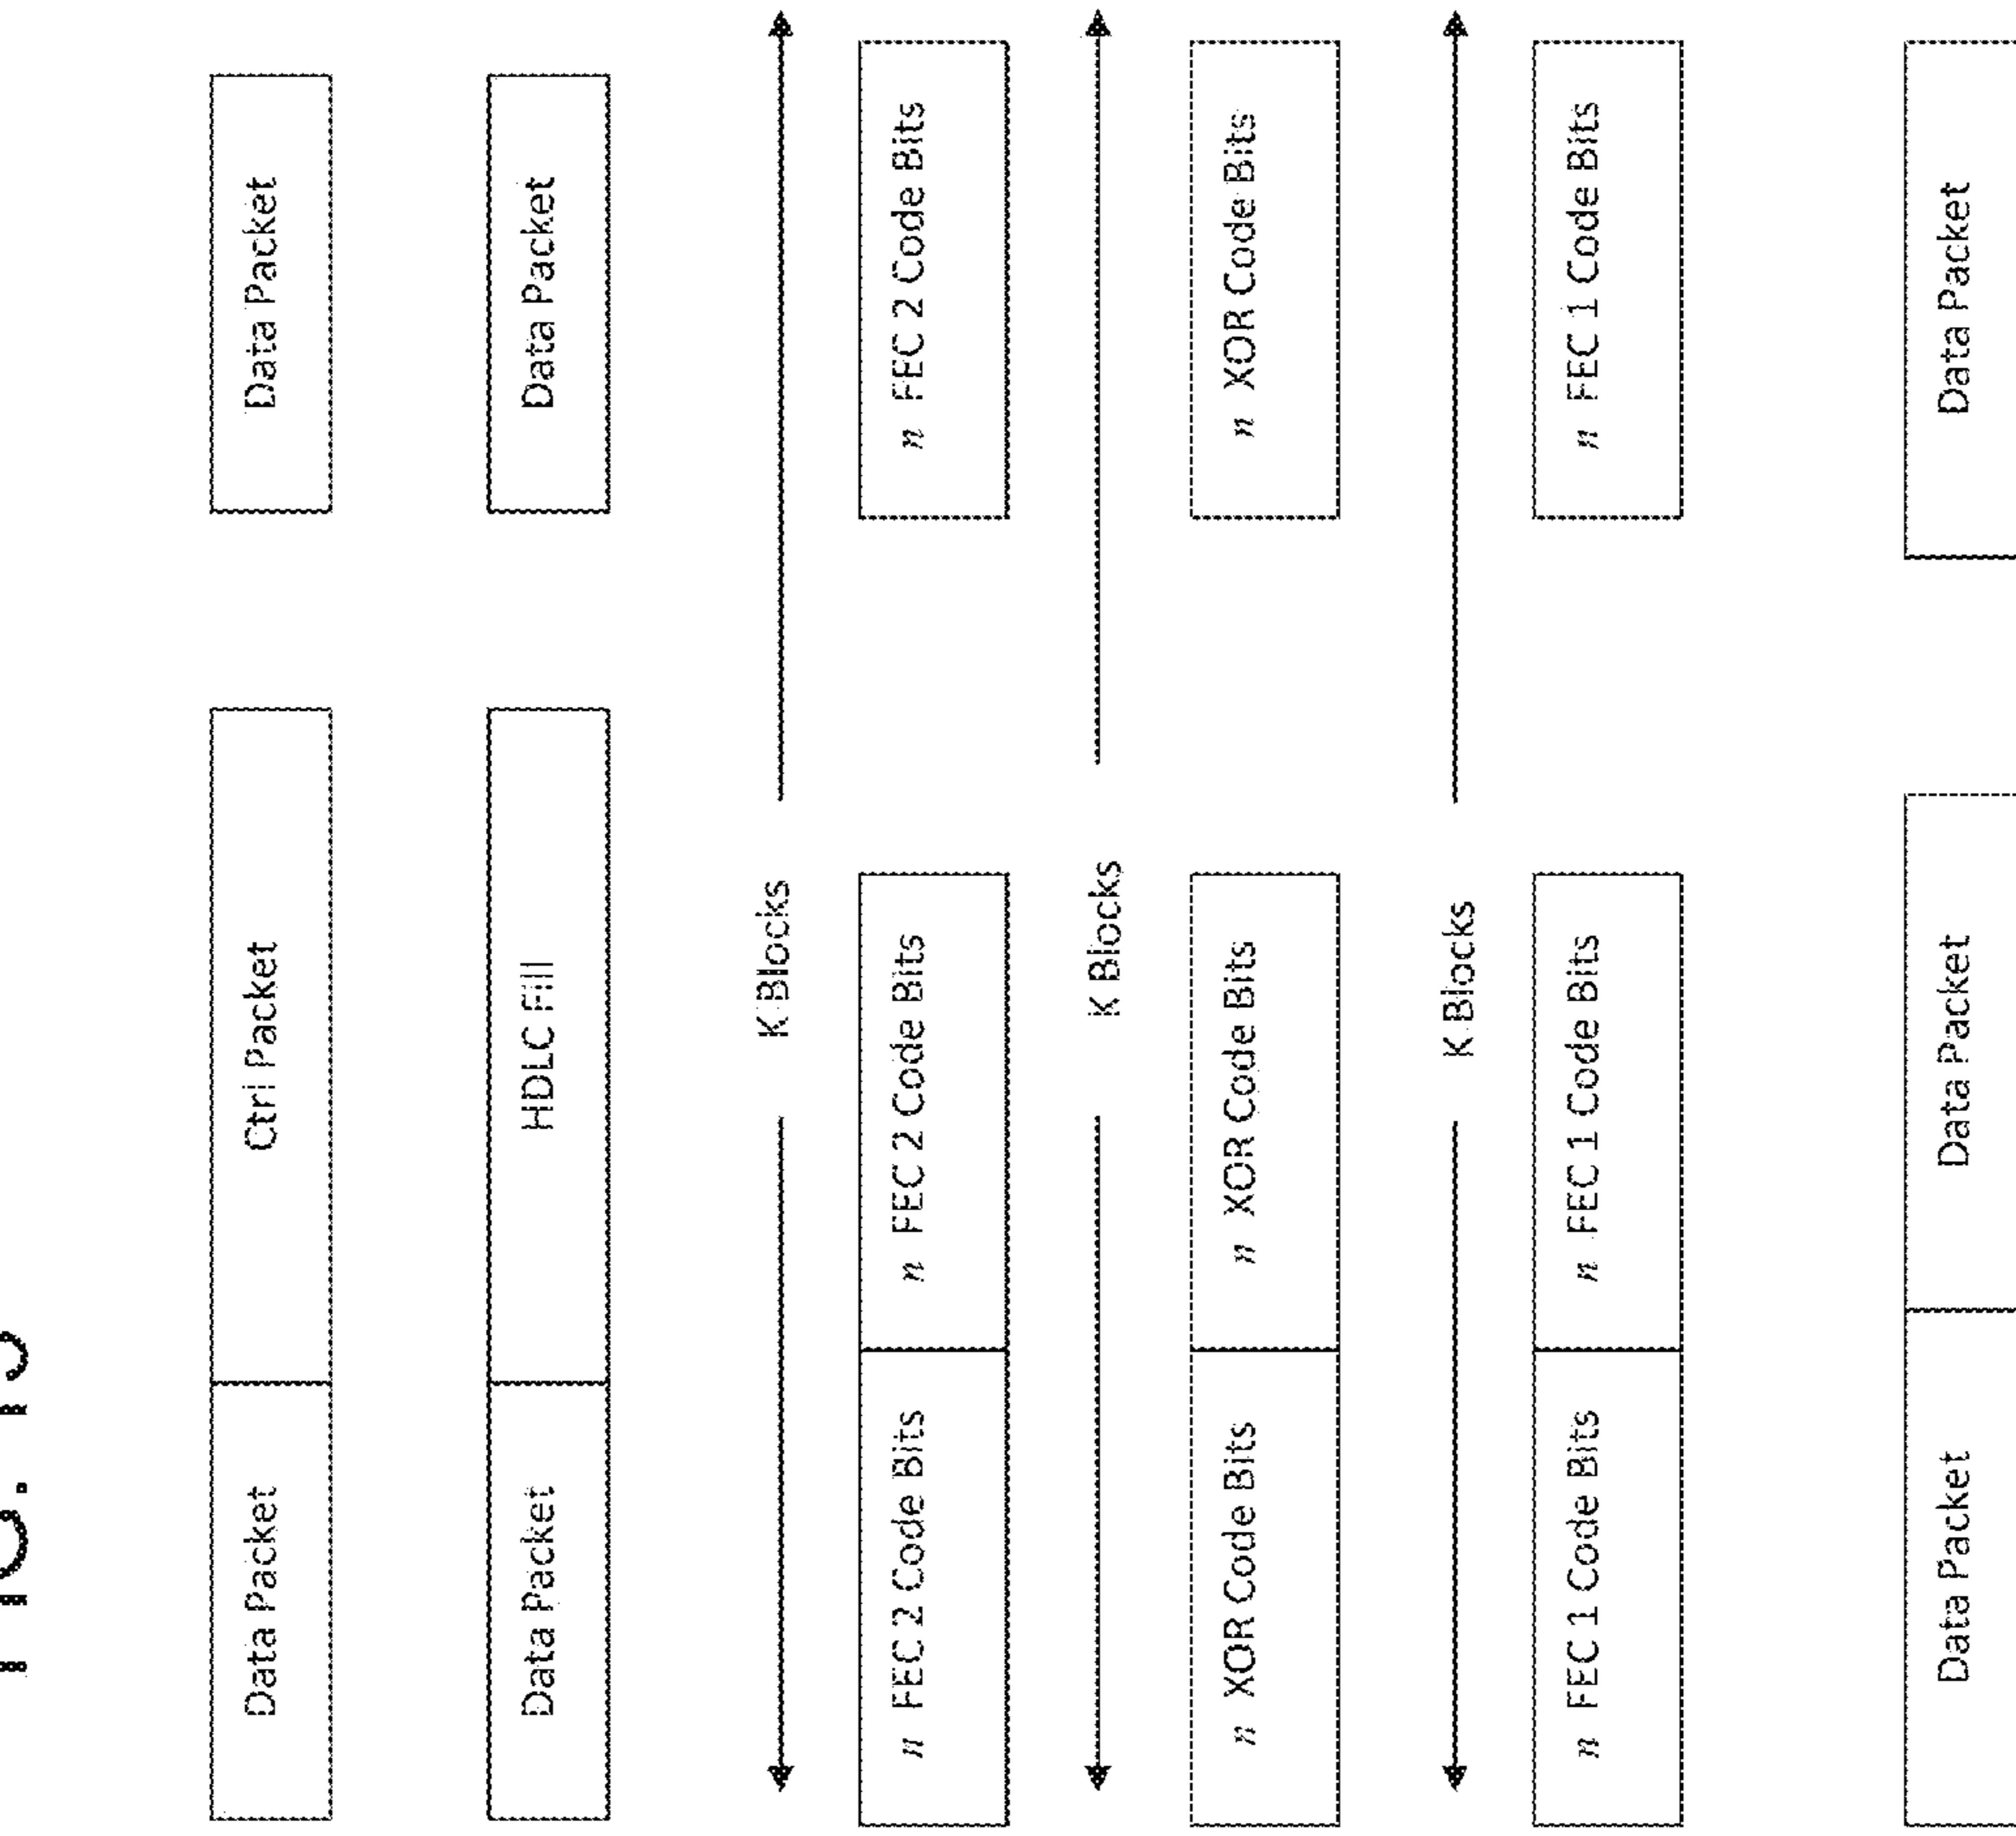 Data Packet
Ctrl Packet
Data Packet
Data Packet
HDLC Fill
Data Packet
K Blocks
n FEC 2 Code Bits
n FEC 2 Code Bits
n FEC 2 Code Bits
K Blocks
n XOR Code Bits
n XOR Code Bits
n XOR Code Bits
K Blocks
n FEC 1 Code Bits
n FEC 1 Code Bits
n FEC 1 Code Bits
Data Packet
Data Packet
Data Packet